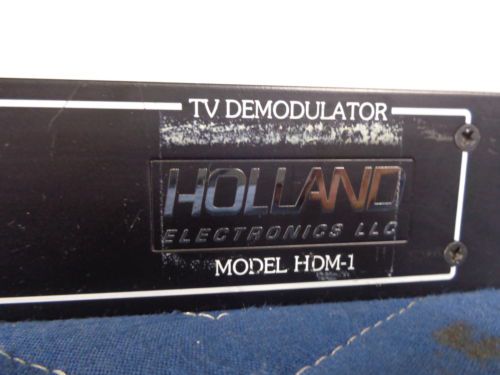 TV DEMODULATOR
HOLLAND
ELECTRONICS LLC
MODEL HDM-1